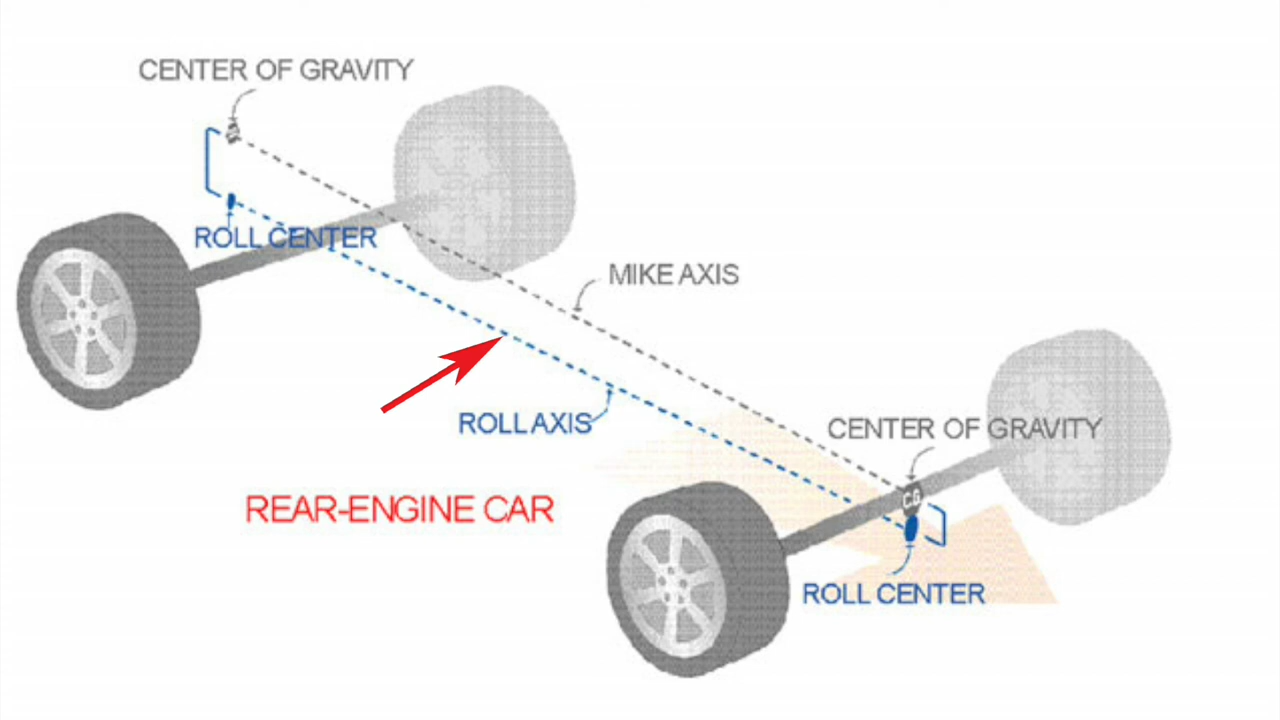 CENTER OF GRAVITY
ROLL CENTER
MIKE AXIS
ROLL AXIS
CENTER OF GRAVITY
C.G
REAR-ENGINE CAR
ROLL CENTER